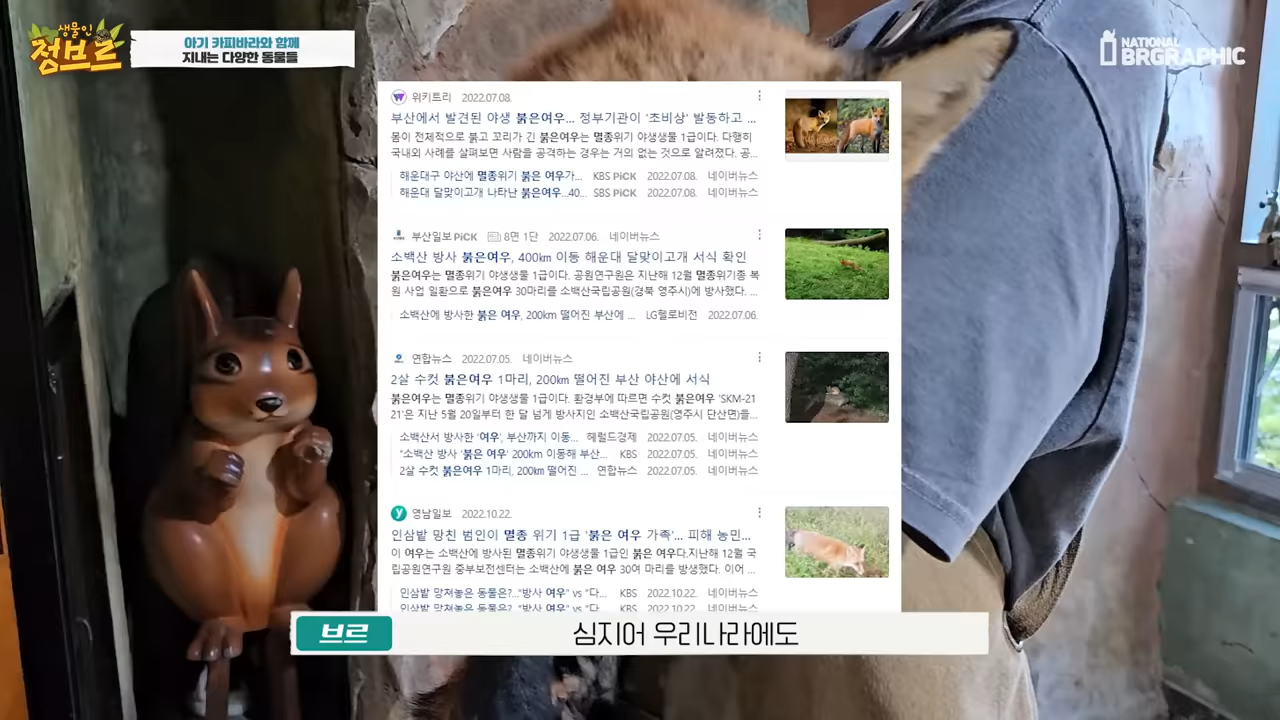 생물인
정브르
아기 카피바라와 함께
지내는 다양한 동물들
NATIONAL
BRGRAPHIC
위키트리 2022.07.08.
부산에서 발견된 야생 붉은여우... 정부기관이 '초비상' 발동하고 ...
몸이 전체적으로 붉고 꼬리가 긴 붉은여우는 멸종위기 야생생물 1급이다. 다행히
국내외 사례를 살펴보면 사람을 공격하는 경우는 거의 없는 것으로 알려졌다. 공...
해운대구 야산에 멸종위기 붉은 여우가... KBS PiCK 2022.07.08. 네이버뉴스
해운대 달맞이고개 나타난 붉은여우...40... SBS PiCK 2022.07.08. 네이버뉴스
부산일보 PiCK 8면 1단 2022.07.06. 네이버뉴스
소백산 방사 붉은여우, 400㎞ 이동 해운대 달맞이고개 서식 확인
붉은여우는 멸종위기 야생생물 1급이다. 공원연구원은 지난해 12월 멸종위기종 복
원 사업 일환으로 붉은여우 30마리를 소백산국립공원(경북 영주시)에 방사했다. ...
소백산에 방사한 붉은 여우, 200km 떨어진 부산에 ... LG헬로비전 2022.07.06.
연합뉴스 2022.07.05. 네이버뉴스
2살 수컷 붉은여우 1마리, 200㎞ 떨어진 부산 야산에 서식
붉은여우는 멸종위기 야생생물 1급이다. 환경부에 따르면 수컷 붉은여우 'SKM-21
21'은 지난 5월 20일부터 한 달 넘게 방사지인 소백산국립공원(영주시 단산면)을...
소백산서 방사한 '여우', 부산까지 이동... 헤럴드경제 2022.07.05. 네이버뉴스
"소백산 방사 '붉은 여우' 200km 이동해 부산... KBS 2022.07.05. 네이버뉴스
2살 수컷 붉은여우 1마리, 200㎞ 떨어진 ... 연합뉴스 2022.07.05. 네이버뉴스
영남일보 2022.10.22.
인삼밭 망친 범인이 멸종 위기 1급 '붉은 여우 가족'... 피해 농민...
이 여우는 소백산에 방사된 멸종위기 야생생물 1급인 붉은 여우다.지난해 12월 국
립공원연구원 중부보전센터는 소백산에 붉은 여우 30여 마리를 방생했다. 이어 ...
인삼밭 망쳐놓은 동물은?..."방사 여우" vs "다... KBS 2022.10.22. 네이버뉴스
인삼밭 망쳐놓은 동물은?.."방사 여우" vs "다... KBS 2022.10.22. 네이버뉴스
브르 심지어 우리나라에도